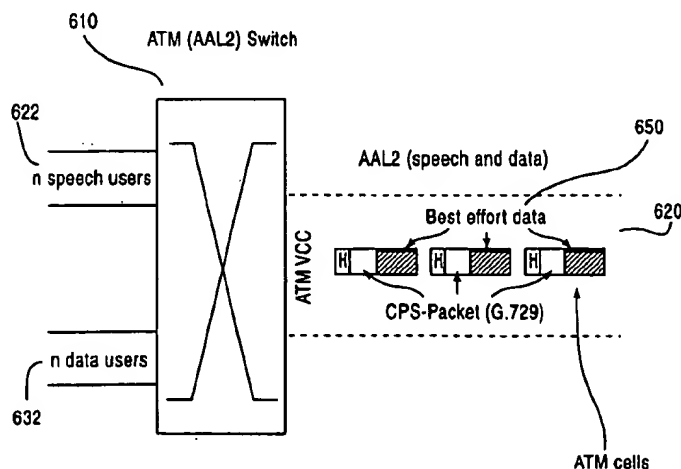 610
ATM (AAL2) Switch
622
n speech users
650
AAL2 (speech and data)
620
Best effort data
ATM VCC
H
H
H
CPS-Packet (G.729)
n data users
632
ATM cells